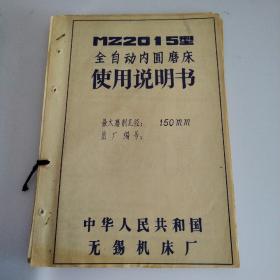 MZ2015型
全自动内圆磨床
使用说明书
最大磨削孔径：150mm
出厂编号：
中华人民共和国
无锡机床厂